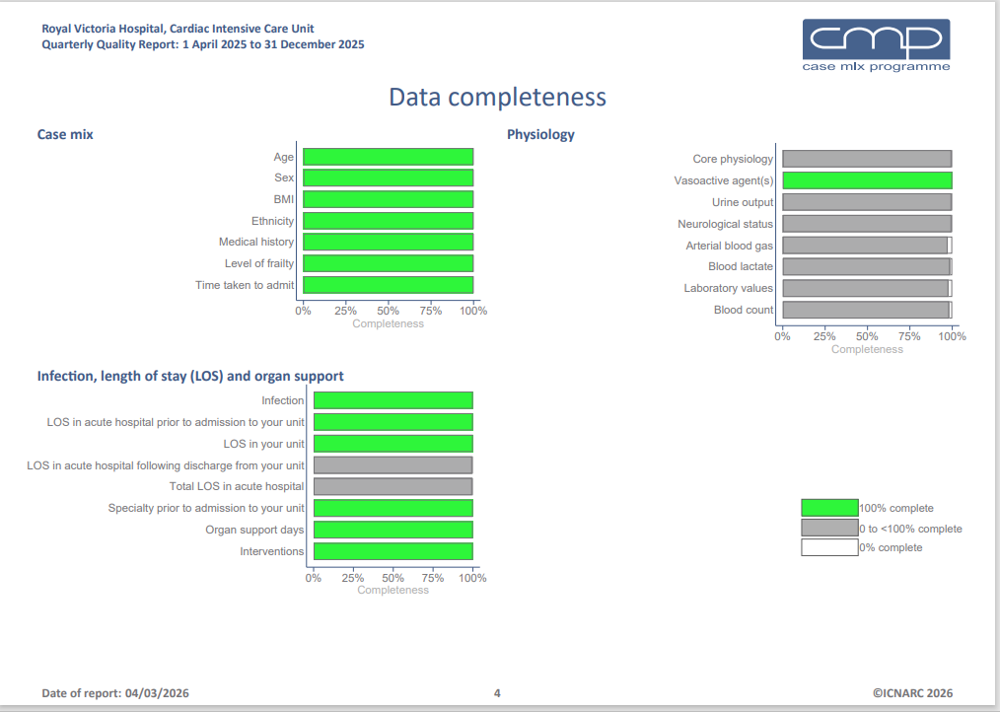 Royal Victoria Hospital, Cardiac Intensive Care Unit
Quarterly Quality Report: 1 April 2025 to 31 December 2025
cmp
case mix programme
Data completeness
Case mix
Age
Sex
BMI
Ethnicity
Medical history
Level of frailty
Time taken to admit
0% 25% 50% 75% 100%
Completeness
Physiology
Core physiology
Vasoactive agent(s)
Urine output
Neurological status
Arterial blood gas
Blood lactate
Laboratory values
Blood count
0% 25% 50% 75% 100%
Completeness
Infection, length of stay (LOS) and organ support
Infection
LOS in acute hospital prior to admission to your unit
LOS in your unit
LOS in acute hospital following discharge from your unit
Total LOS in acute hospital
Specialty prior to admission to your unit
Organ support days
Interventions
0% 25% 50% 75% 100%
Completeness
100% complete
0 to <100% complete
0% complete
Date of report: 04/03/2026
4
©ICNARC 2026